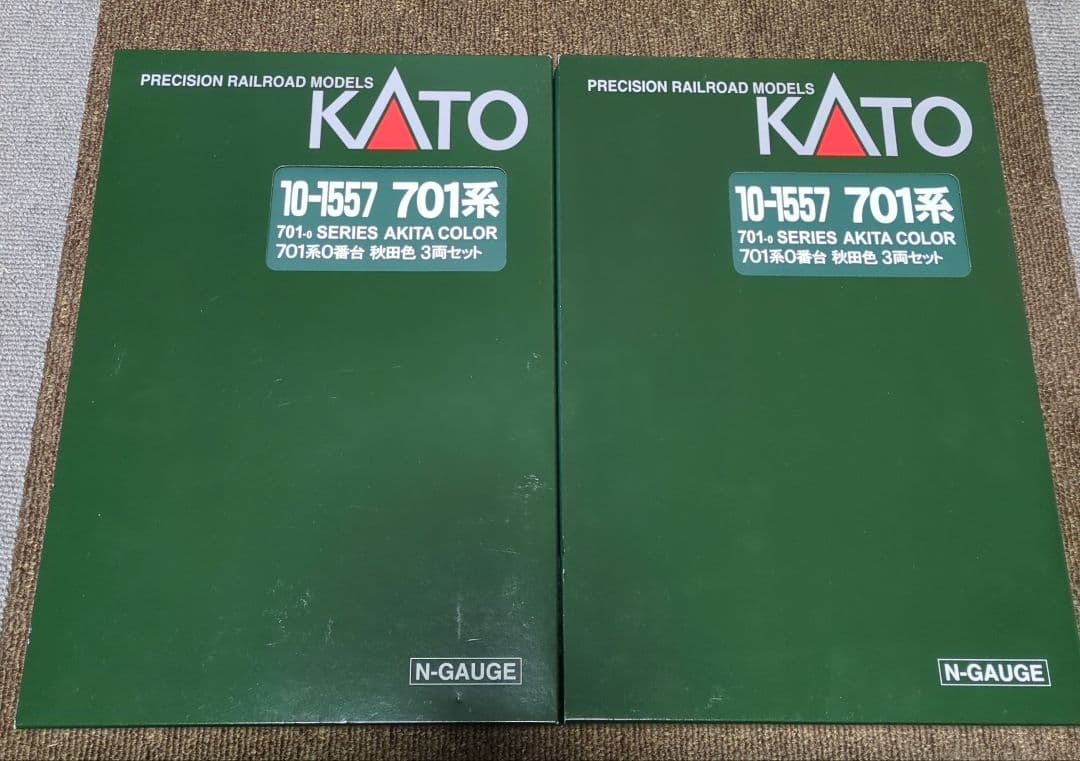 PRECISION RAILROAD MODELS
KATO
10-1557 701系
701-0 SERIES AKITA COLOR
701系0番台 秋田色 3両セット
N-GAUGE
PRECISION RAILROAD MODELS
KATO
10-1557 701系
701-0 SERIES AKITA COLOR
701系0番台 秋田色 3両セット
N-GAUGE